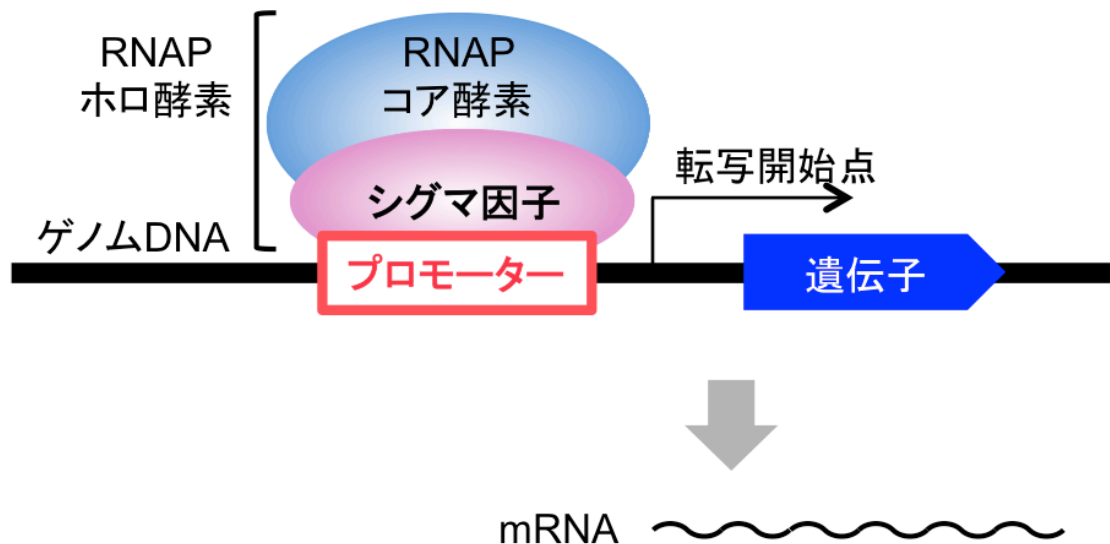 RNAP
ホロ酵素
RNAP
コア酵素
シグマ因子
転写開始点
ゲノムDNA
プロモーター
遺伝子
mRNA